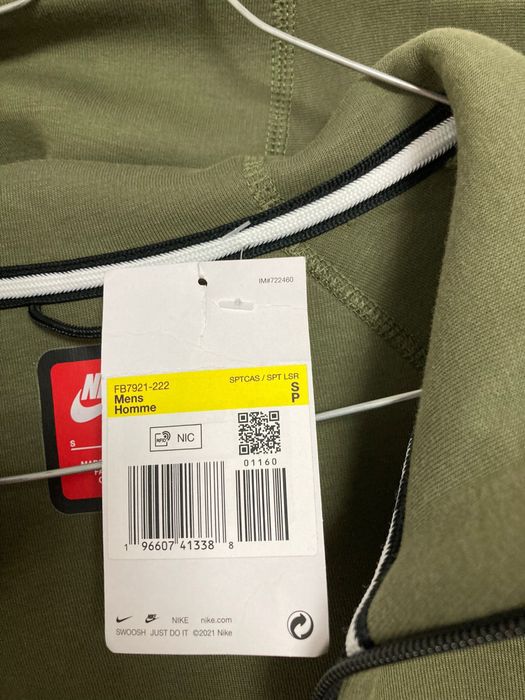 IM#722460
FB7921-222
SPTCAS / SPT LSR
Mens
S
Homme
P
NFC
NIC
01160
1 96607 41338 8
NIKE nike.com
SWOOSH JUST DO IT ©2021 Nike
S